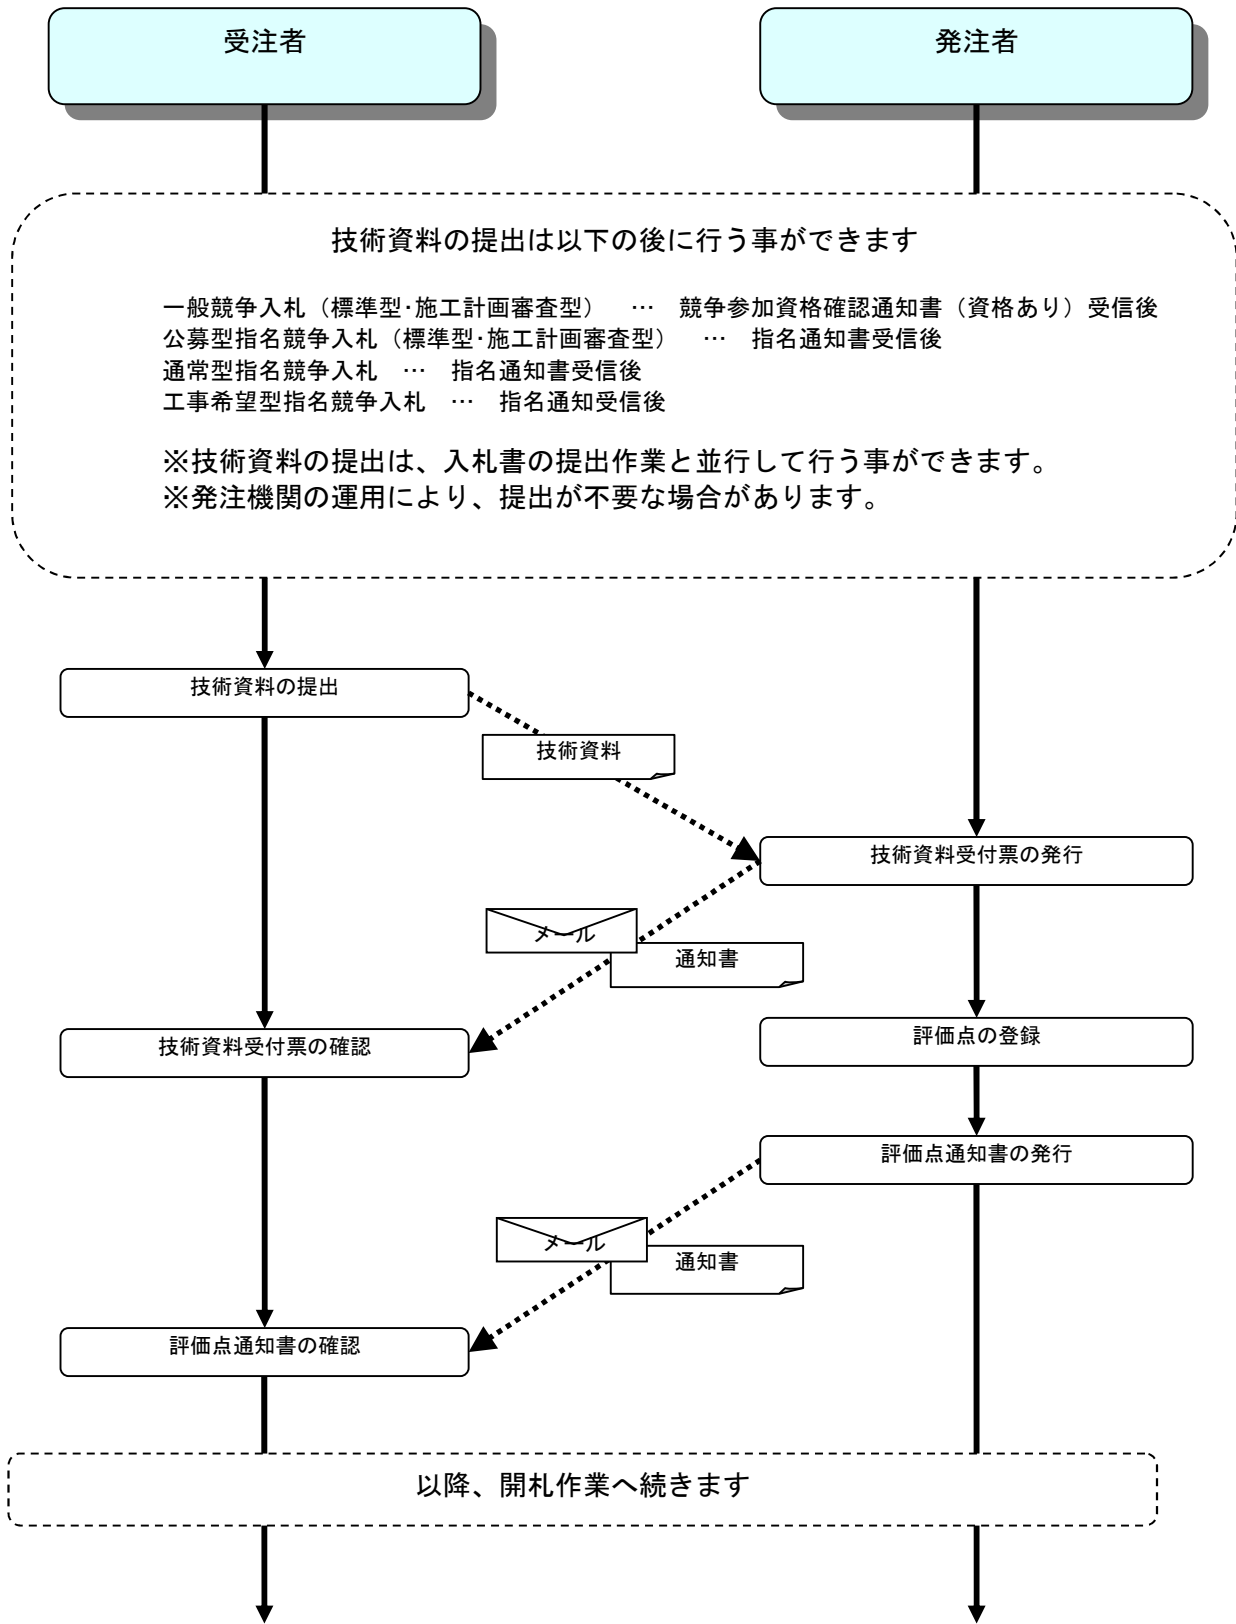 受注者
発注者
技術資料の提出は以下の後に行う事ができます
一般競争入札（標準型･施工計画審査型）　…　競争参加資格確認通知書（資格あり）受信後
公募型指名競争入札（標準型･施工計画審査型）　…　指名通知書受信後
通常型指名競争入札　…　指名通知書受信後
工事希望型指名競争入札　…　指名通知受信後
※技術資料の提出は、入札書の提出作業と並行して行う事ができます。
※発注機関の運用により、提出が不要な場合があります。
技術資料の提出
技術資料
技術資料受付票の発行
メール
通知書
技術資料受付票の確認
評価点の登録
評価点通知書の発行
メール
通知書
評価点通知書の確認
以降、開札作業へ続きます